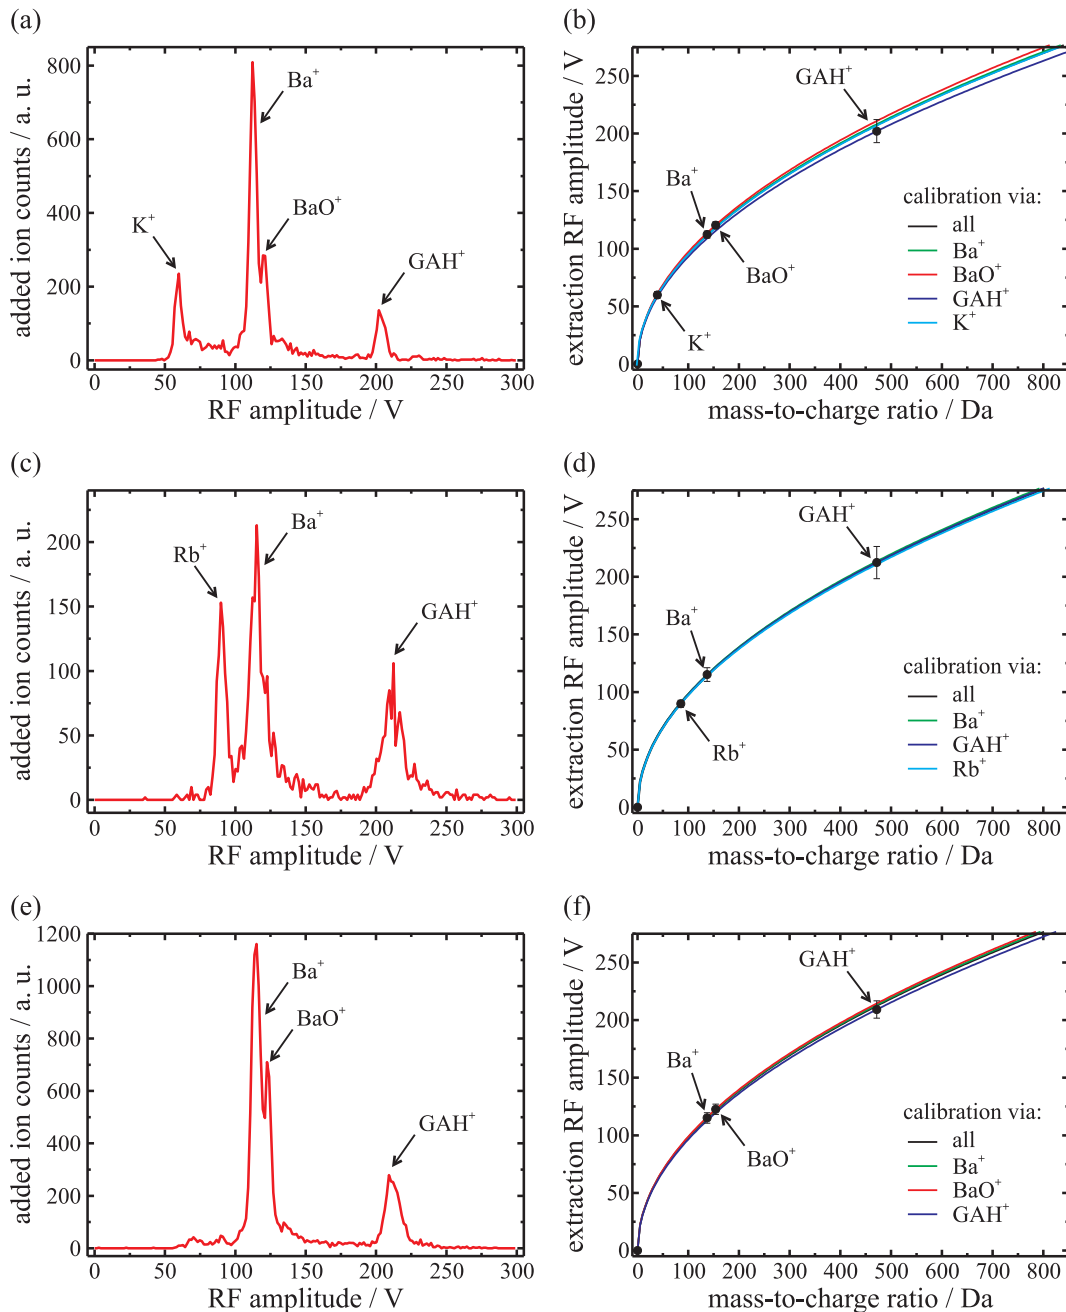 (a)
added ion counts / a. u.
800
600
400
200
0
K⁺
Ba⁺
BaO⁺
GAH⁺
0 50 100 150 200 250 300
RF amplitude / V
(b)
extraction RF amplitude / V
250
200
150
100
50
0
GAH⁺
Ba⁺
BaO⁺
K⁺
calibration via:
all
Ba⁺
BaO⁺
GAH⁺
K⁺
0 100 200 300 400 500 600 700 800
mass-to-charge ratio / Da
(c)
added ion counts / a. u.
200
150
100
50
0
Rb⁺
Ba⁺
GAH⁺
0 50 100 150 200 250 300
RF amplitude / V
(d)
extraction RF amplitude / V
250
200
150
100
50
0
GAH⁺
Ba⁺
Rb⁺
calibration via:
all
Ba⁺
GAH⁺
Rb⁺
0 100 200 300 400 500 600 700 800
mass-to-charge ratio / Da
(e)
added ion counts / a. u.
1200
1000
800
600
400
200
0
Ba⁺
BaO⁺
GAH⁺
0 50 100 150 200 250 300
RF amplitude / V
(f)
extraction RF amplitude / V
250
200
150
100
50
0
GAH⁺
Ba⁺
BaO⁺
calibration via:
all
Ba⁺
BaO⁺
GAH⁺
0 100 200 300 400 500 600 700 800
mass-to-charge ratio / Da